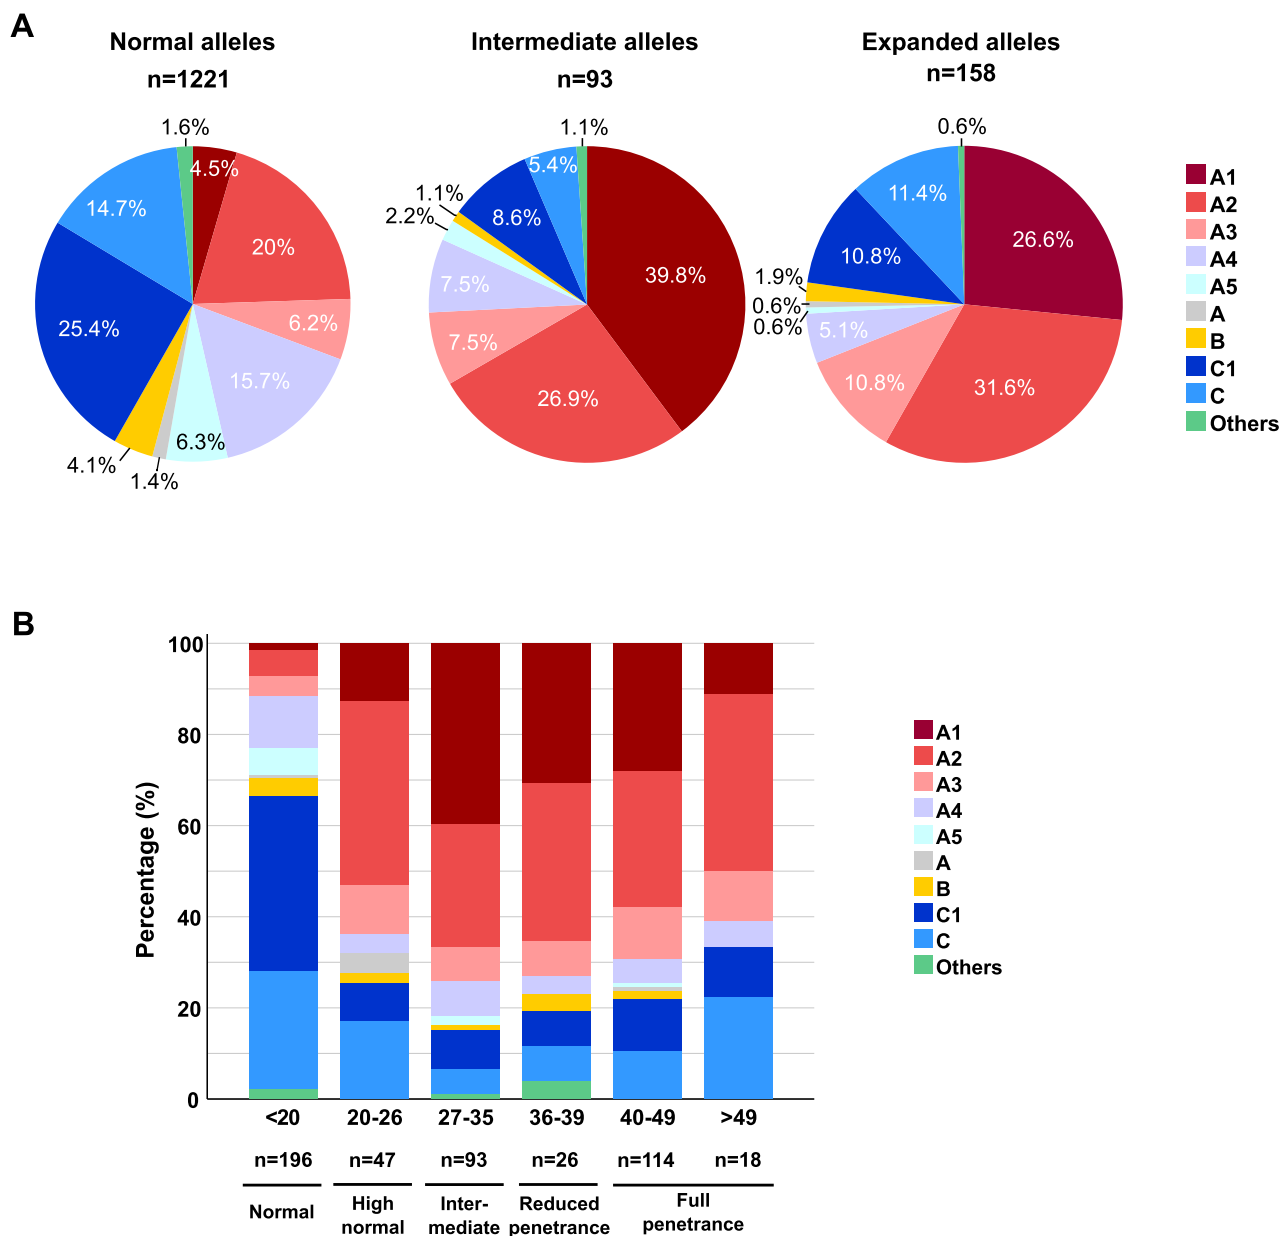 A
Normal alleles
n=1221
Intermediate alleles
n=93
Expanded alleles
n=158
1.6%
4.5%
20%
6.2%
15.7%
6.3%
1.4%
4.1%
25.4%
14.7%
1.1%
39.8%
26.9%
7.5%
7.5%
2.2%
1.1%
8.6%
5.4%
0.6%
26.6%
31.6%
10.8%
5.1%
0.6%
0.6%
1.9%
10.8%
11.4%
A1
A2
A3
A4
A5
A
B
C1
C
Others
B
Percentage (%)
100
80
60
40
20
0
<20
20-26
27-35
36-39
40-49
>49
n=196
n=47
n=93
n=26
n=114
n=18
Normal
High
normal
Inter-
mediate
Reduced
penetrance
Full
penetrance
A1
A2
A3
A4
A5
A
B
C1
C
Others